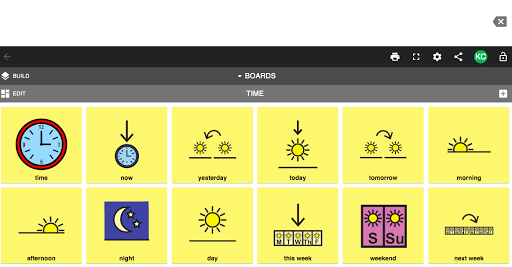 KC
BUILD
BOARDS
EDIT
TIME
time
now
yesterday
today
tomorrow
morning
afternoon
night
day
M T W Th F
this week
S Su
weekend
next week